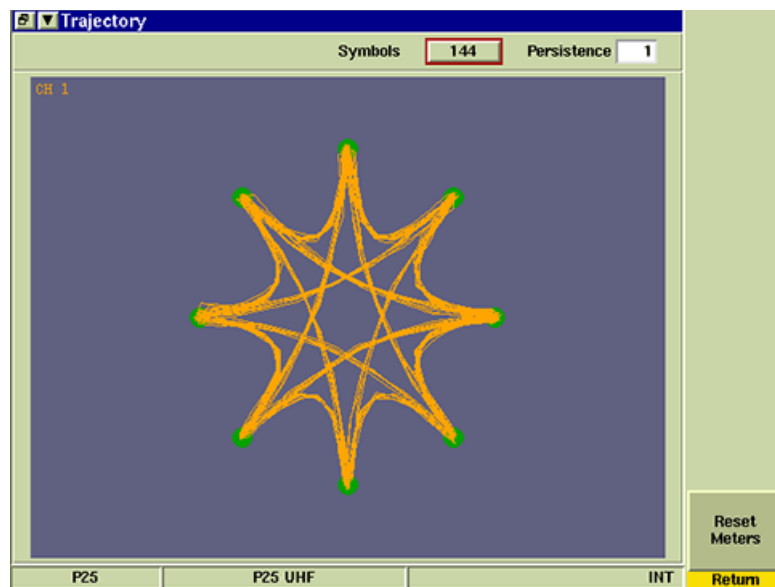 Trajectory
Symbols 144 Persistence 1
CH 1
Reset
Meters
P25 P25 UHF INT Return